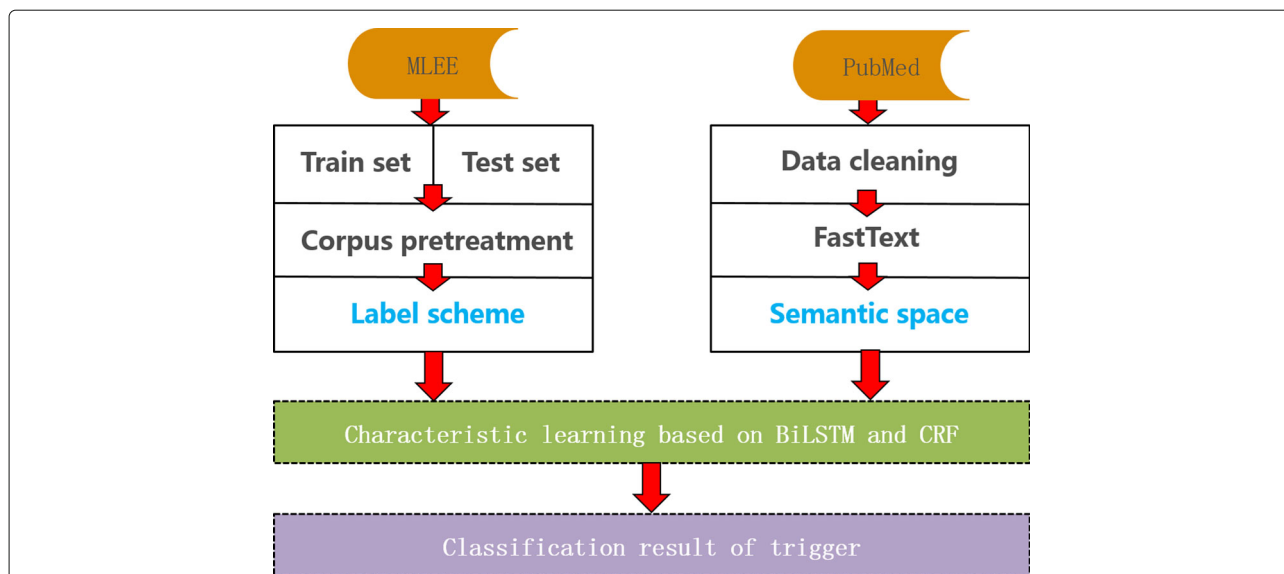 MLEE
PubMed
Train set
Test set
Data cleaning
Corpus pretreatment
FastText
Label scheme
Semantic space
Characteristic learning based on BiLSTM and CRF
Classification result of trigger